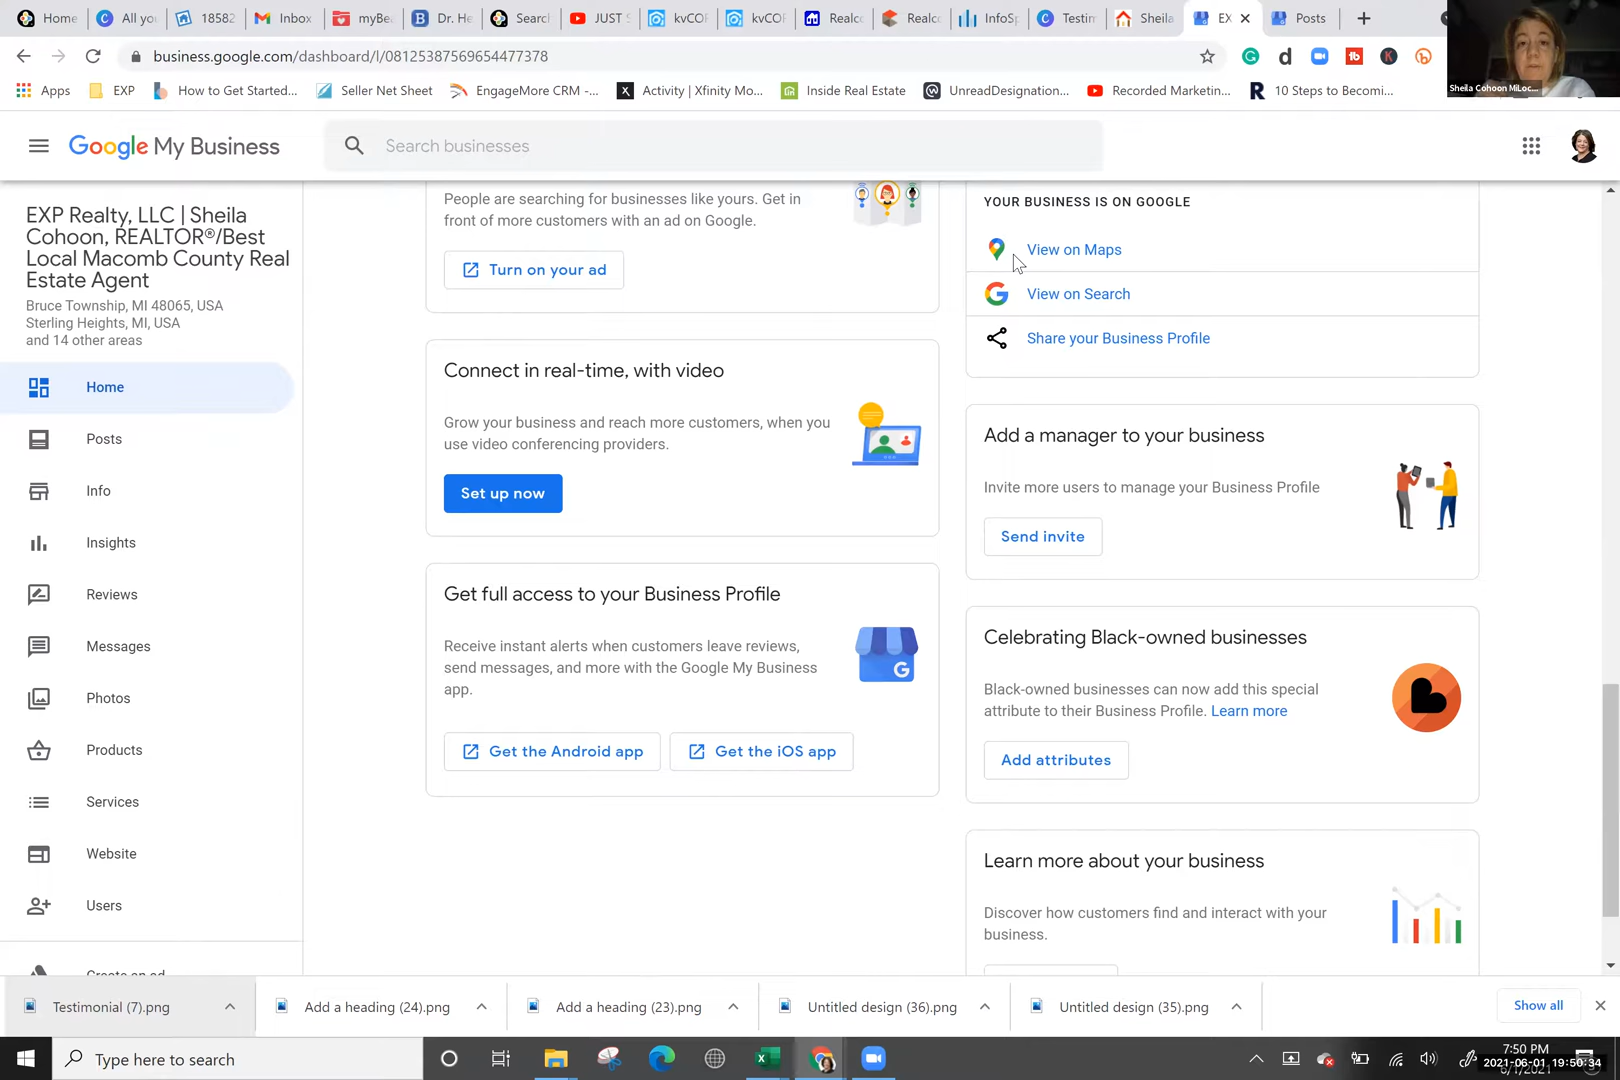 Home
All you
18582
Inbox
myBe
Dr. He
Searc
JUST S
kvCOF
kvCOF
Realco
Realco
InfoSp
Testin
Sheila
EX
Posts
business.google.com/dashboard/l/08125387569654477378
Sheila Cohoon MiLoc...
Apps
EXP
How to Get Started...
Seller Net Sheet
EngageMore CRM -...
Activity | Xfinity Mo...
Inside Real Estate
UnreadDesignation...
Recorded Marketin...
10 Steps to Becomi...
Google My Business
Search businesses
EXP Realty, LLC | Sheila
Cohoon, REALTOR®/Best
Local Macomb County Real
Estate Agent
Bruce Township, MI 48065, USA
Sterling Heights, MI, USA
and 14 other areas
Home
Posts
Info
Insights
Reviews
Messages
Photos
Products
Services
Website
Users
Create an ad
People are searching for businesses like yours. Get in
front of more customers with an ad on Google.
Turn on your ad
Connect in real-time, with video
Grow your business and reach more customers, when you
use video conferencing providers.
Set up now
Get full access to your Business Profile
Receive instant alerts when customers leave reviews,
send messages, and more with the Google My Business
app.
Get the Android app
Get the iOS app
YOUR BUSINESS IS ON GOOGLE
View on Maps
View on Search
Share your Business Profile
Add a manager to your business
Invite more users to manage your Business Profile
Send invite
Celebrating Black-owned businesses
Black-owned businesses can now add this special
attribute to their Business Profile. Learn more
Add attributes
Learn more about your business
Discover how customers find and interact with your
business.
Testimonial (7).png
Add a heading (24).png
Add a heading (23).png
Untitled design (36).png
Untitled design (35).png
Show all
Type here to search
7:50 PM
2021-06-01 19:50:34